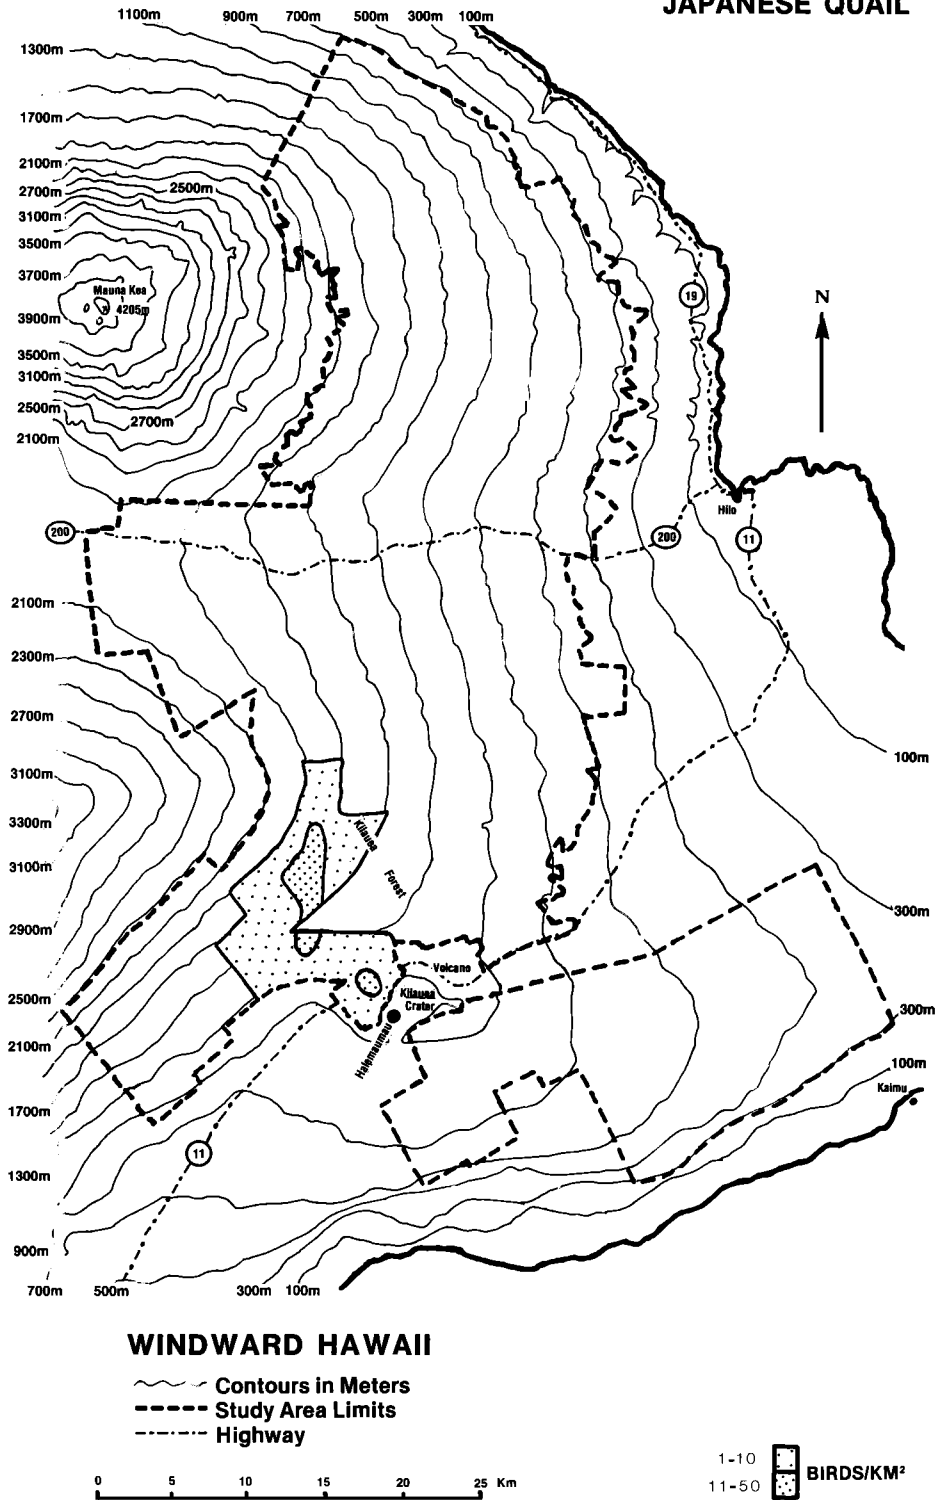 JAPANESE QUAIL
1100m 900m 700m 500m 300m 100m
1300m
1700m
2100m
2700m 2500m
3100m
3500m
3700m
Mauna Kea
4205m
3900m
3500m
3100m
2500m
2700m
2100m
19
N
Hilo
200 200 11
2100m
2300m
2700m
3100m
3300m
3100m
2900m
2500m
2100m
1700m
1300m
900m
700m 500m 300m 100m
100m
300m
300m
100m
Kaimu
Kilauea
Forest
Volcano
Kilauea
Crater
Halemaumau
11
WINDWARD HAWAII
Contours in Meters
Study Area Limits
Highway
0 5 10 15 20 25 Km
1-10
11-50
BIRDS/KM²